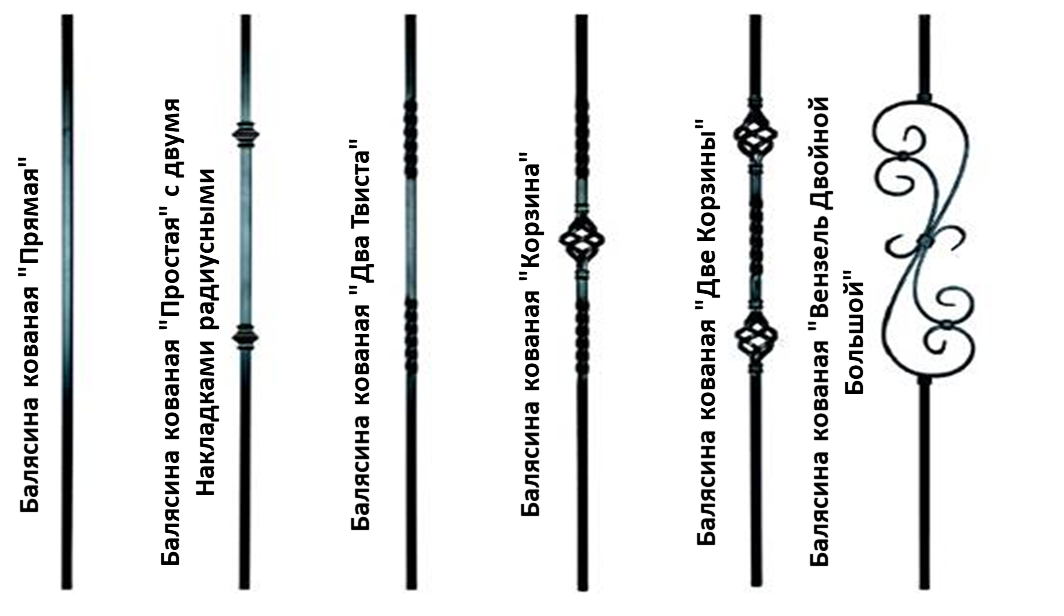 Балясина кованая "Прямая"
Балясина кованая "Простая" с двумя
Накладками радиусными
Балясина кованая "Два Твиста"
Балясина кованая "Корзина"
Балясина кованая "Две Корзины"
Балясина кованая "Вензель Двойной
Большой"